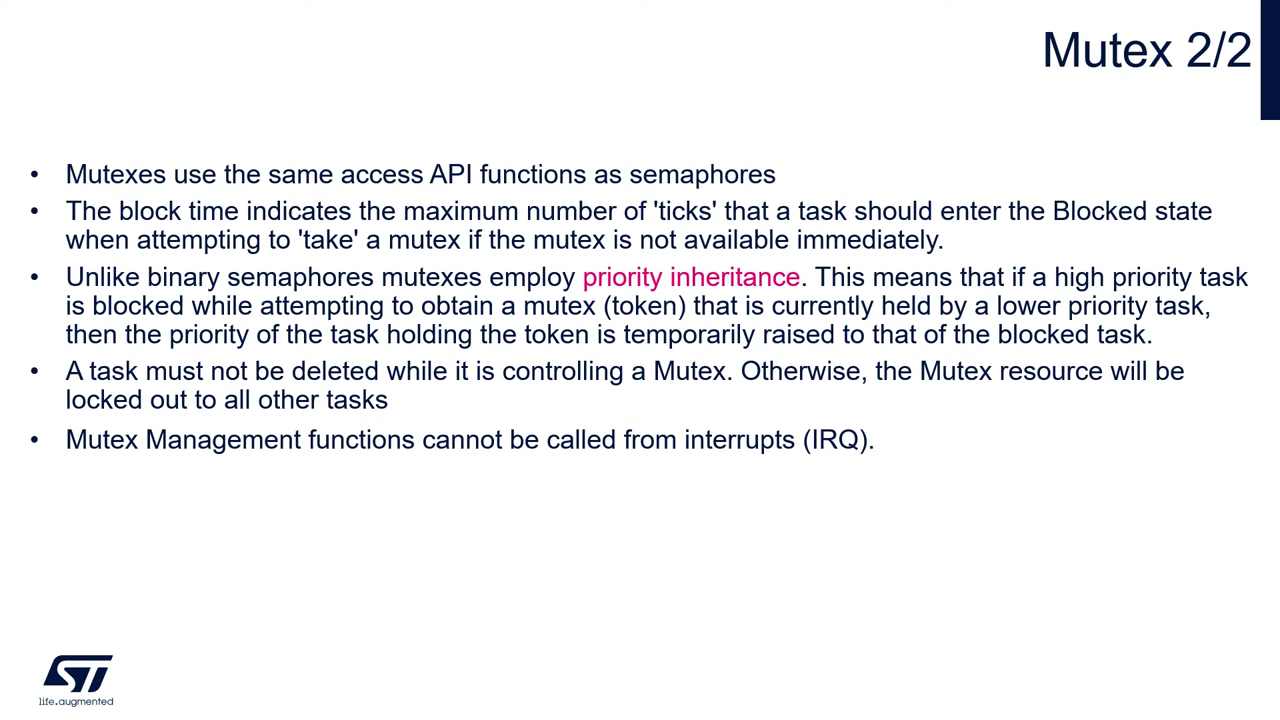 Mutex 2/2
• Mutexes use the same access API functions as semaphores
• The block time indicates the maximum number of 'ticks' that a task should enter the Blocked state
when attempting to 'take' a mutex if the mutex is not available immediately.
• Unlike binary semaphores mutexes employ priority inheritance. This means that if a high priority task
is blocked while attempting to obtain a mutex (token) that is currently held by a lower priority task,
then the priority of the task holding the token is temporarily raised to that of the blocked task.
• A task must not be deleted while it is controlling a Mutex. Otherwise, the Mutex resource will be
locked out to all other tasks
• Mutex Management functions cannot be called from interrupts (IRQ).
ST
life.augmented